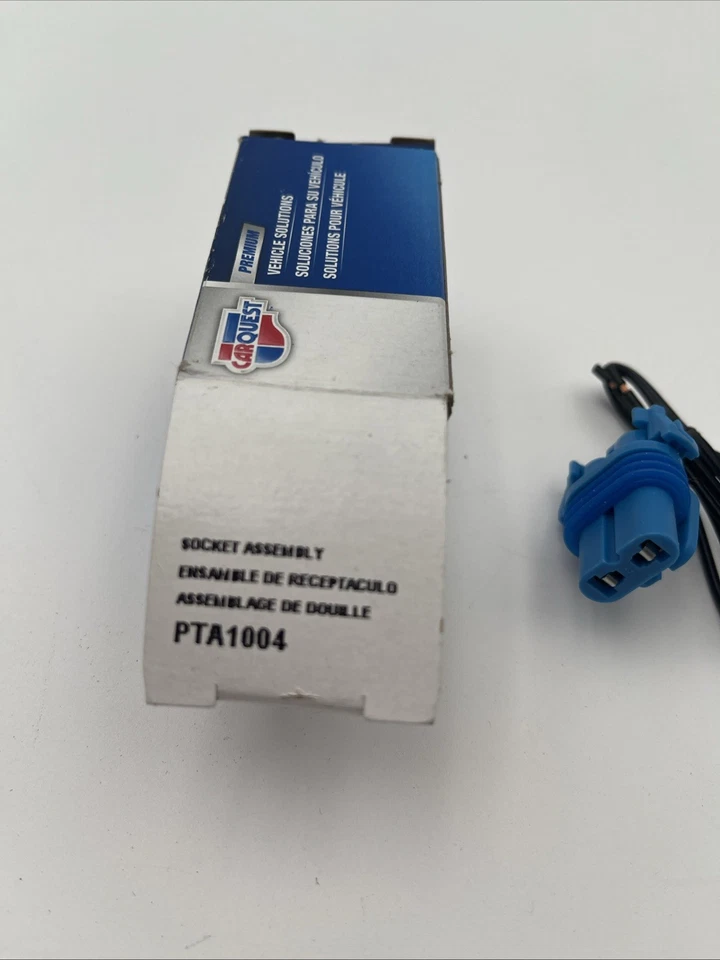 PREMIUM
VEHICLE SOLUTIONS
SOLUCIONES PARA SU VEHÍCULO
SOLUTIONS POUR VÉHICULE
CARQUEST
SOCKET ASSEMBLY
ENSAMBLE DE RECEPTACULO
ASSEMBLAGE DE DOUILLE
PTA1004